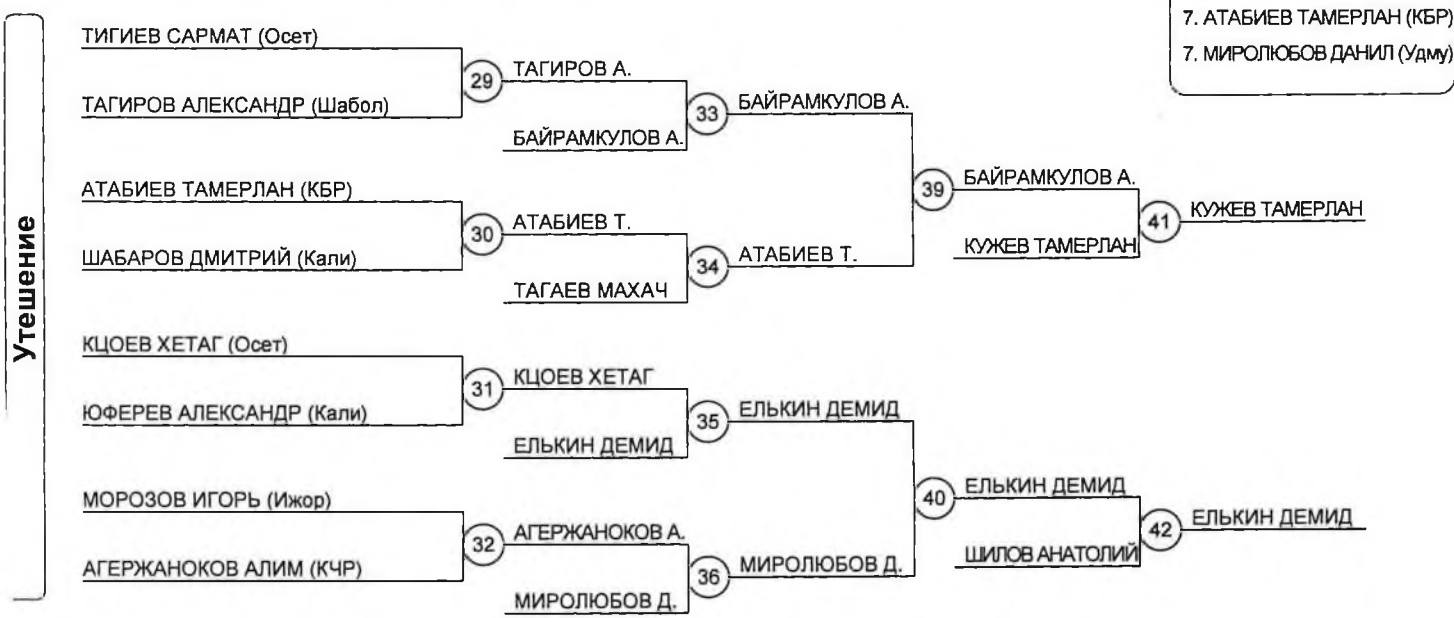 7. АТАБИЕВ ТАМЕРЛАН (КБР)
7. МИРОЛЮБОВ ДАНИЛ (Удму)
Утешение
ТИГИЕВ САРМАТ (Осет)
ТАГИРОВ АЛЕКСАНДР (Шабол)
29
ТАГИРОВ А.
БАЙРАМКУЛОВ А.
33
БАЙРАМКУЛОВ А.
АТАБИЕВ ТАМЕРЛАН (КБР)
ШАБАРОВ ДМИТРИЙ (Кали)
30
АТАБИЕВ Т.
ТАГАЕВ МАХАЧ
34
АТАБИЕВ Т.
39
БАЙРАМКУЛОВ А.
КУЖЕВ ТАМЕРЛАН
41
КУЖЕВ ТАМЕРЛАН
КЦОЕВ ХЕТАГ (Осет)
ЮФЕРЕВ АЛЕКСАНДР (Кали)
31
КЦОЕВ ХЕТАГ
ЕЛЬКИН ДЕМИД
35
ЕЛЬКИН ДЕМИД
МОРОЗОВ ИГОРЬ (Ижор)
АГЕРЖАНОКОВ АЛИМ (КЧР)
32
АГЕРЖАНОКОВ А.
МИРОЛЮБОВ Д.
36
МИРОЛЮБОВ Д.
40
ЕЛЬКИН ДЕМИД
ШИЛОВ АНАТОЛИЙ
42
ЕЛЬКИН ДЕМИД